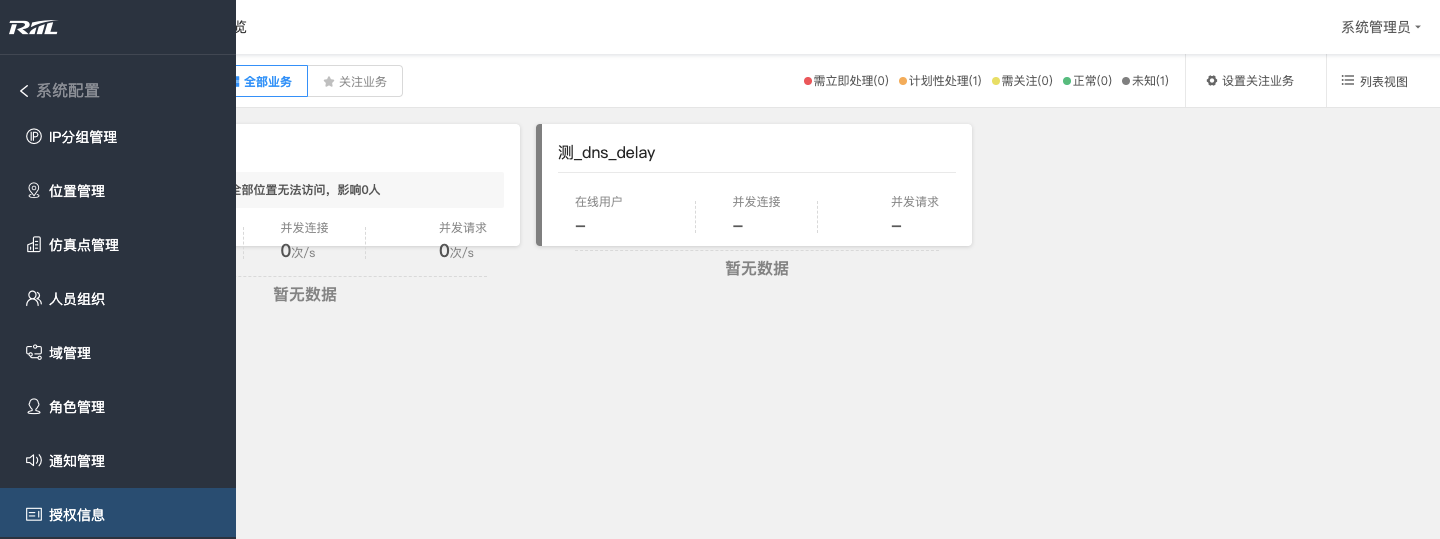 RIIL
览
系统管理员
系统配置
IP分组管理
位置管理
仿真点管理
人员组织
域管理
角色管理
通知管理
授权信息
全部业务
关注业务
需立即处理(0)
计划性处理(1)
需关注(0)
正常(0)
未知(1)
设置关注业务
列表视图
全部位置无法访问，影响0人
并发连接
并发请求
0次/s
0次/s
暂无数据
测_dns_delay
在线用户
并发连接
并发请求
–
–
–
暂无数据